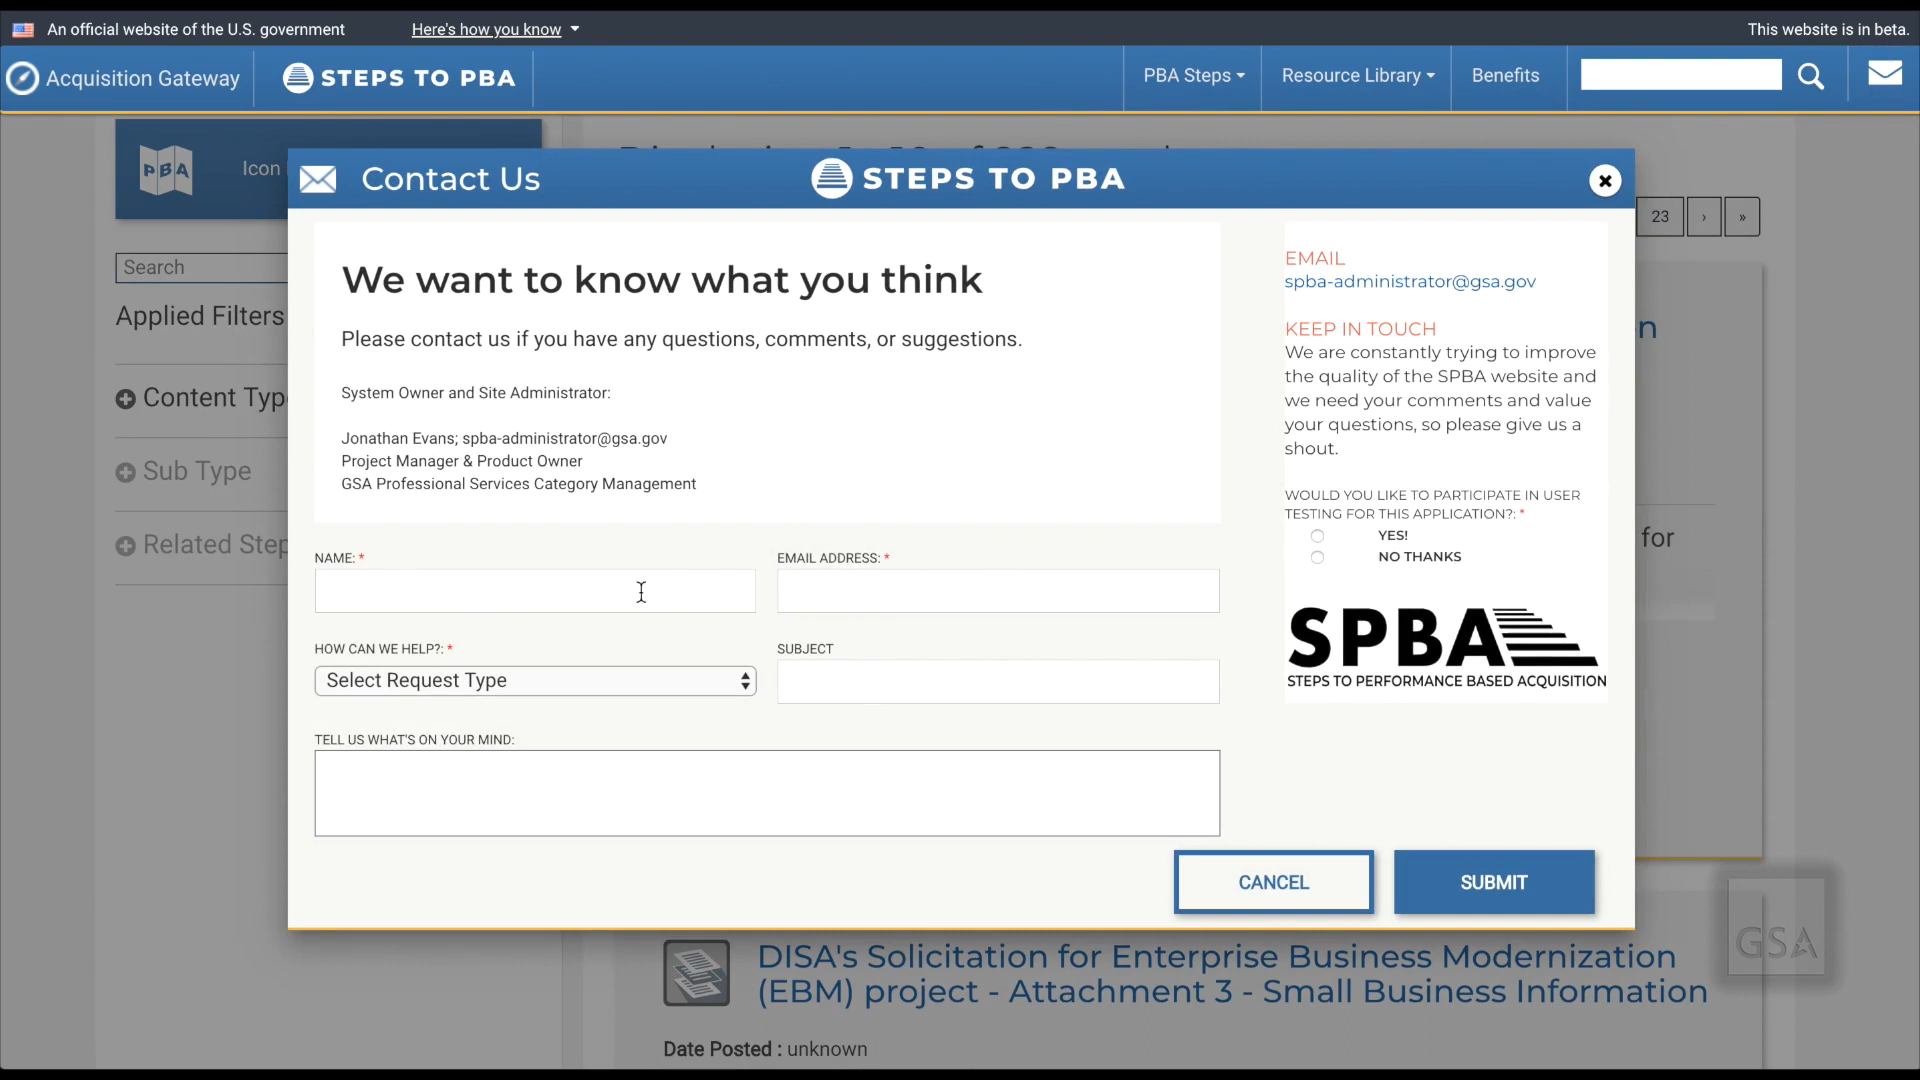 An official website of the U.S. government
Here's how you know
This website is in beta.
Acquisition Gateway
STEPS TO PBA
PBA Steps
Resource Library
Benefits
PBA
Icon
23
›
»
Search
Applied Filters
Content Typ
Sub Type
Related Step
Contact Us
STEPS TO PBA
We want to know what you think
Please contact us if you have any questions, comments, or suggestions.
System Owner and Site Administrator:
Jonathan Evans; spba-administrator@gsa.gov
Project Manager & Product Owner
GSA Professional Services Category Management
NAME: *
EMAIL ADDRESS: *
HOW CAN WE HELP?: *
Select Request Type
SUBJECT
TELL US WHAT'S ON YOUR MIND:
CANCEL
SUBMIT
EMAIL
spba-administrator@gsa.gov
KEEP IN TOUCH
We are constantly trying to improve
the quality of the SPBA website and
we need your comments and value
your questions, so please give us a
shout.
WOULD YOU LIKE TO PARTICIPATE IN USER
TESTING FOR THIS APPLICATION?: *
YES!
NO THANKS
SPBA
STEPS TO PERFORMANCE BASED ACQUISITION
n
for
DISA's Solicitation for Enterprise Business Modernization
(EBM) project - Attachment 3 - Small Business Information
Date Posted : unknown
GSA